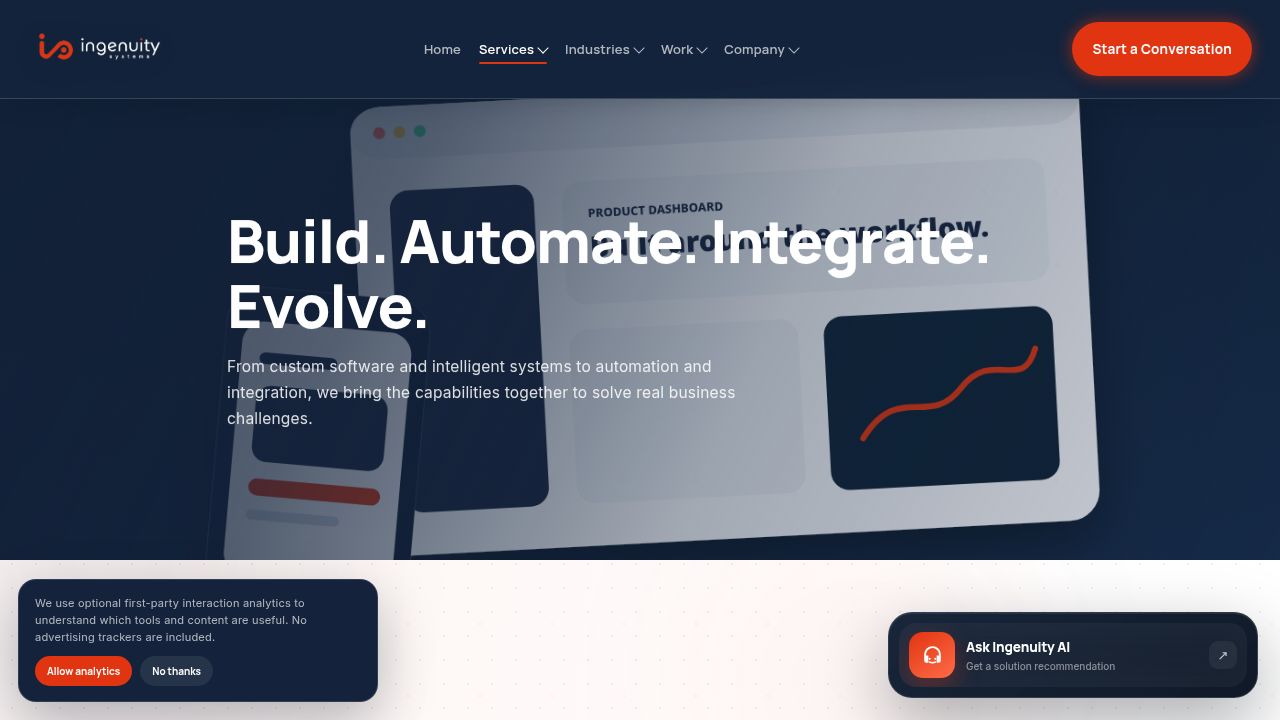 ingenuity
systems
Home
Services
Industries
Work
Company
Start a Conversation
PRODUCT DASHBOARD
Build. Automate. Integrate.
Evolve.
From custom software and intelligent systems to automation and
integration, we bring the capabilities together to solve real business
challenges.
We use optional first-party interaction analytics to
understand which tools and content are useful. No
advertising trackers are included.
Allow analytics
No thanks
Ask Ingenuity AI
Get a solution recommendation